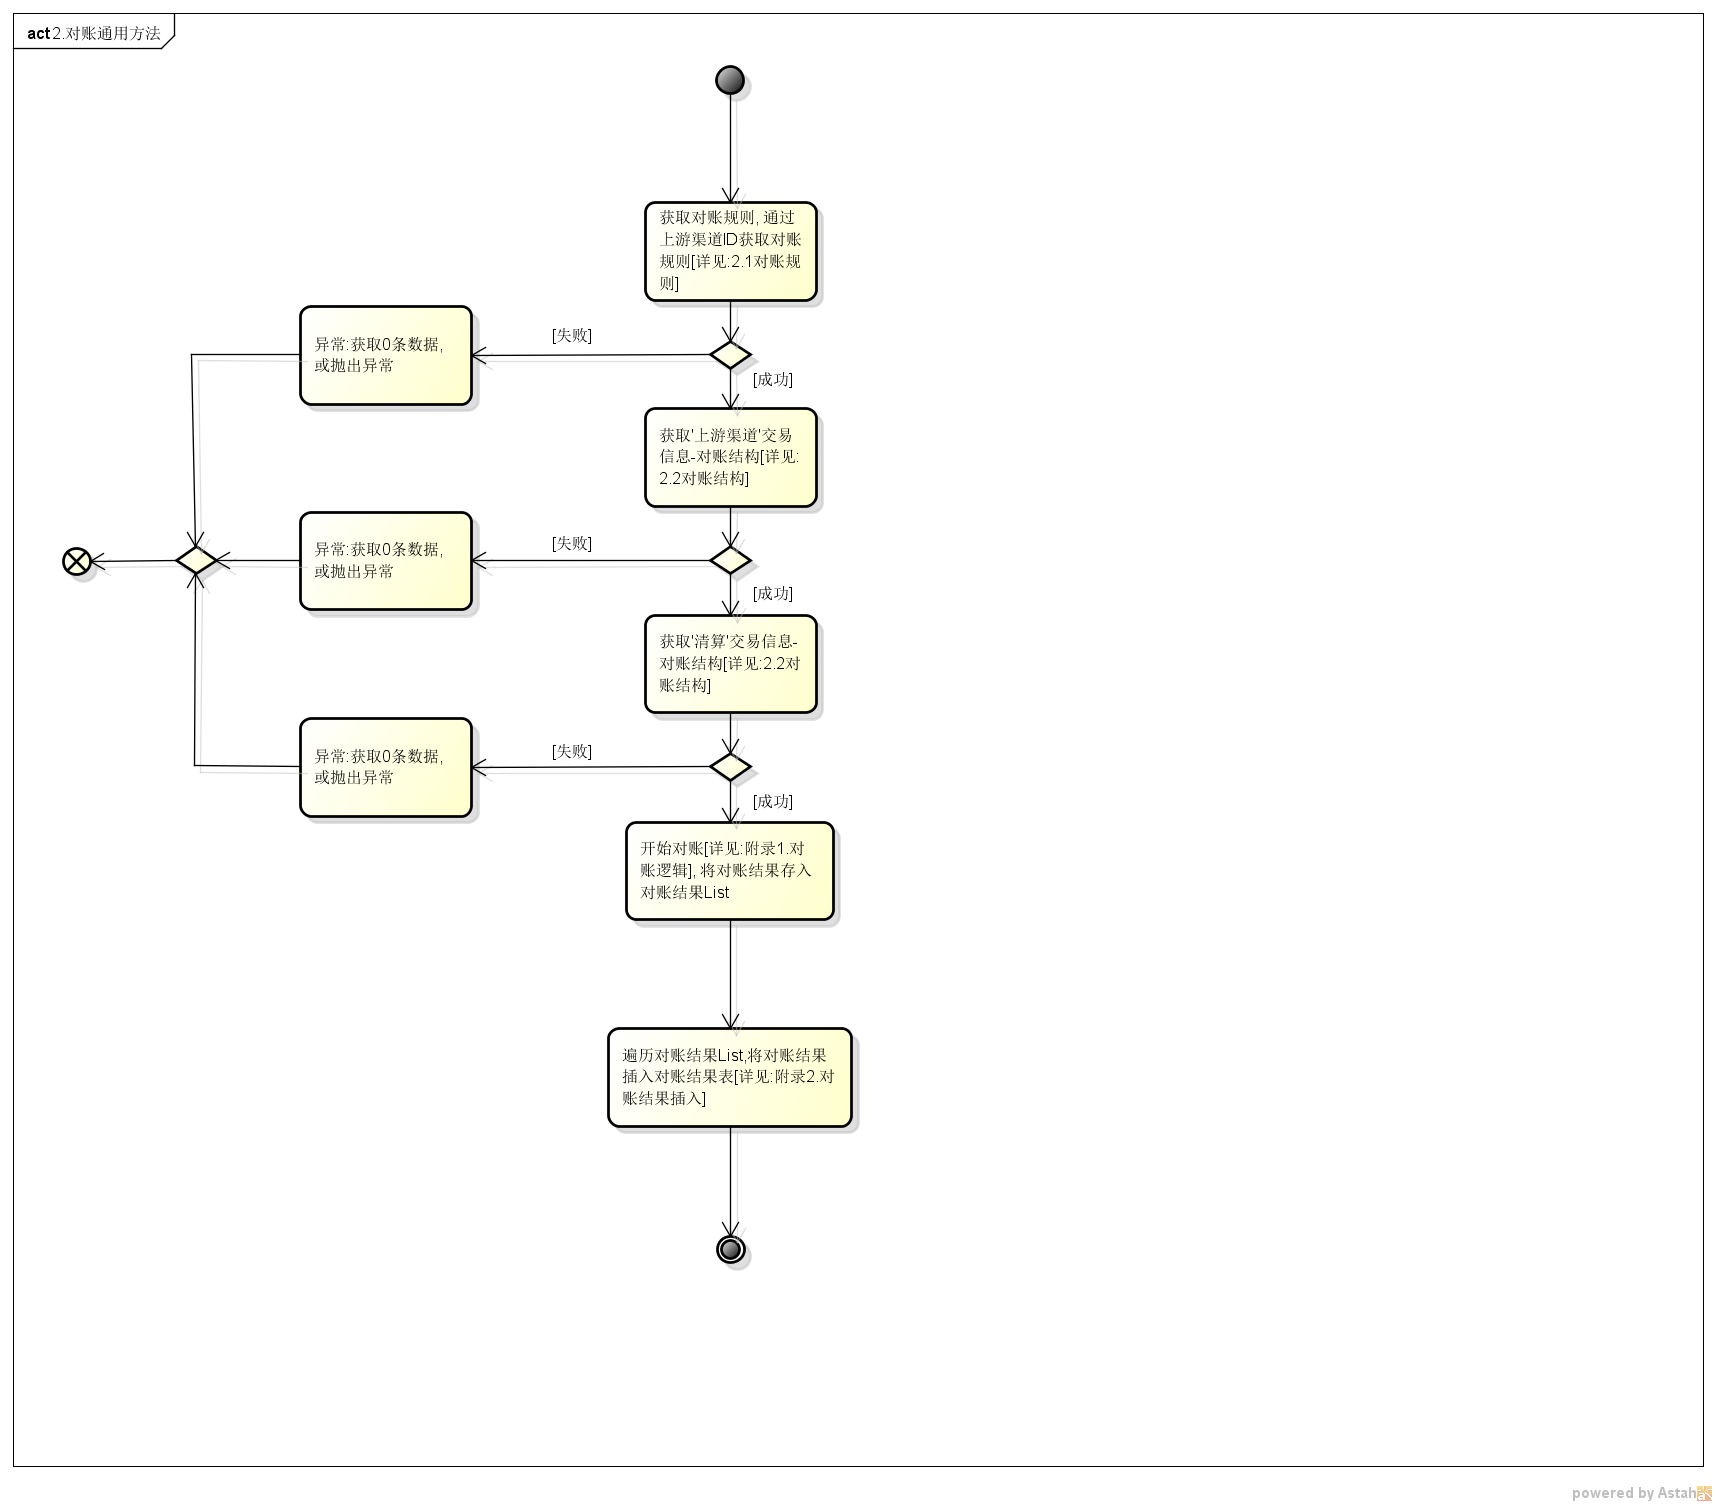 act 2.对账通用方法
获取对账规则, 通过
上游渠道ID获取对账
规则[详见:2.1对账规
则]
[失败]
异常:获取0条数据,
或抛出异常
[成功]
获取'上游渠道'交易
信息-对账结构[详见:
2.2对账结构]
[失败]
异常:获取0条数据,
或抛出异常
[成功]
获取'清算'交易信息-
对账结构[详见:2.2对
账结构]
[失败]
异常:获取0条数据,
或抛出异常
[成功]
开始对账[详见:附录1.对
账逻辑], 将对账结果存入
对账结果List
遍历对账结果List,将对账结果
插入对账结果表[详见:附录2.对
账结果插入]
powered by Astah